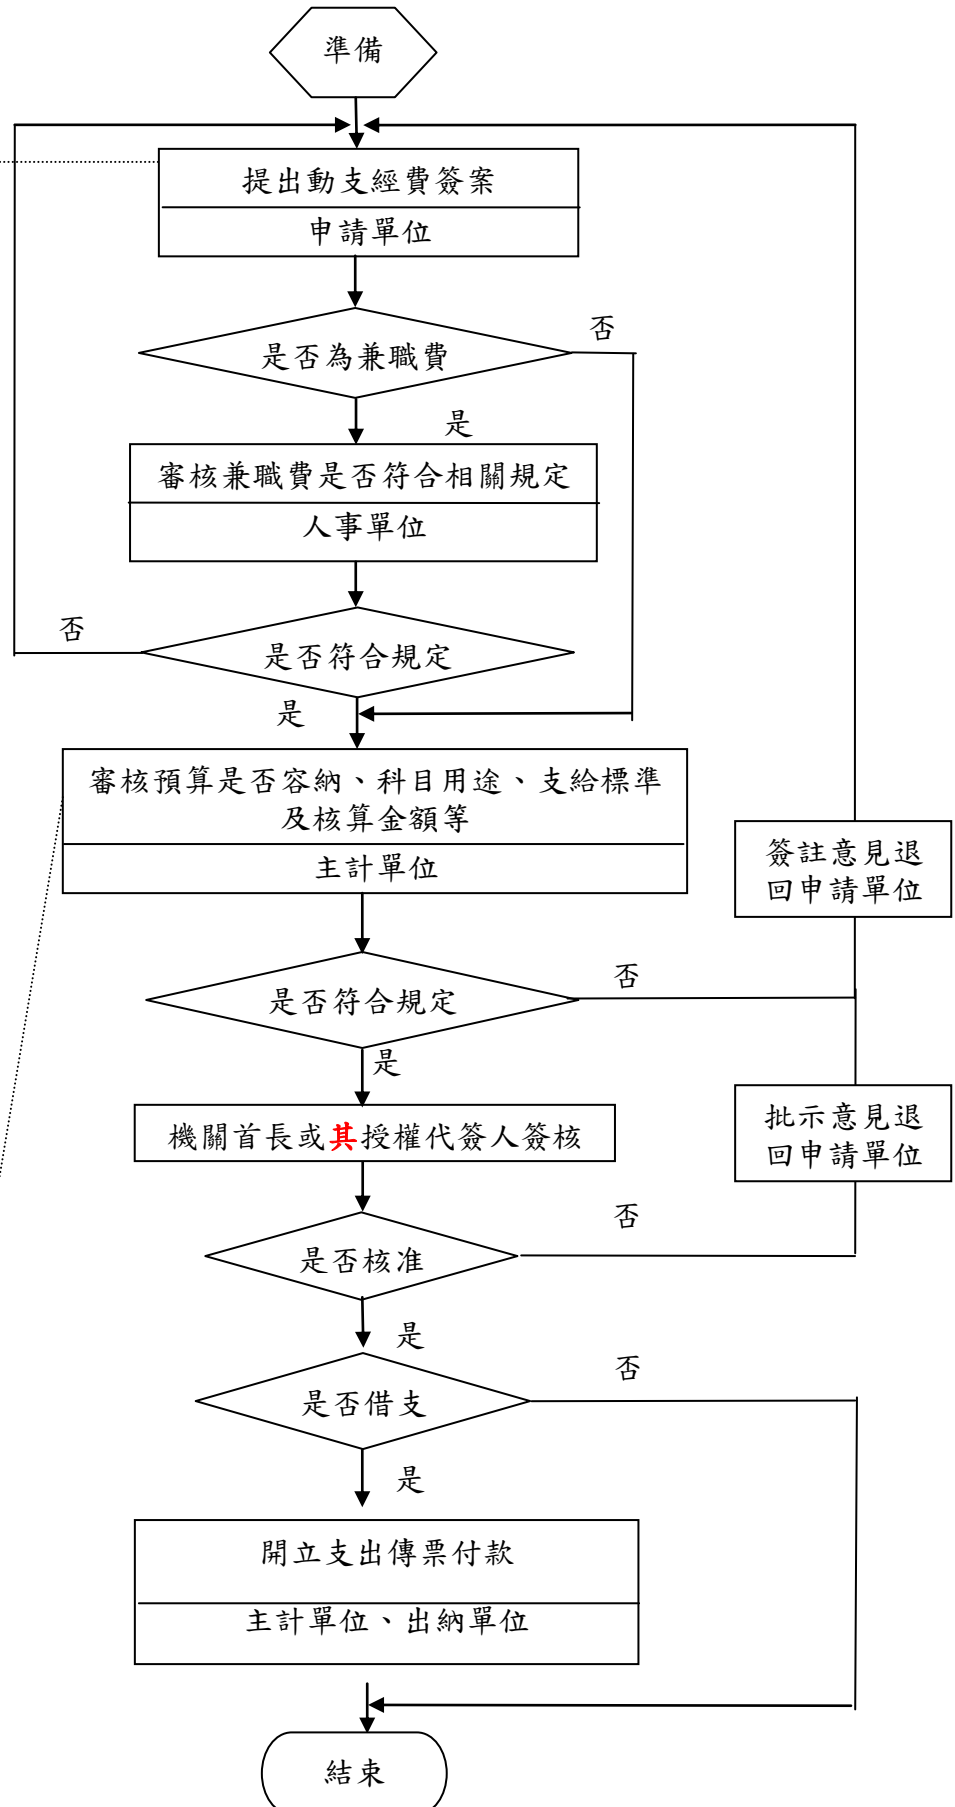 準備
提出動支經費簽案
申請單位
是否為兼職費
否
是
審核兼職費是否符合相關規定
人事單位
否
是否符合規定
是
審核預算是否容納、科目用途、支給標準
及核算金額等
主計單位
簽註意見退
回申請單位
是否符合規定
否
是
機關首長或其授權代簽人簽核
批示意見退
回申請單位
是否核准
否
是
是否借支
否
是
開立支出傳票付款
主計單位、出納單位
結束